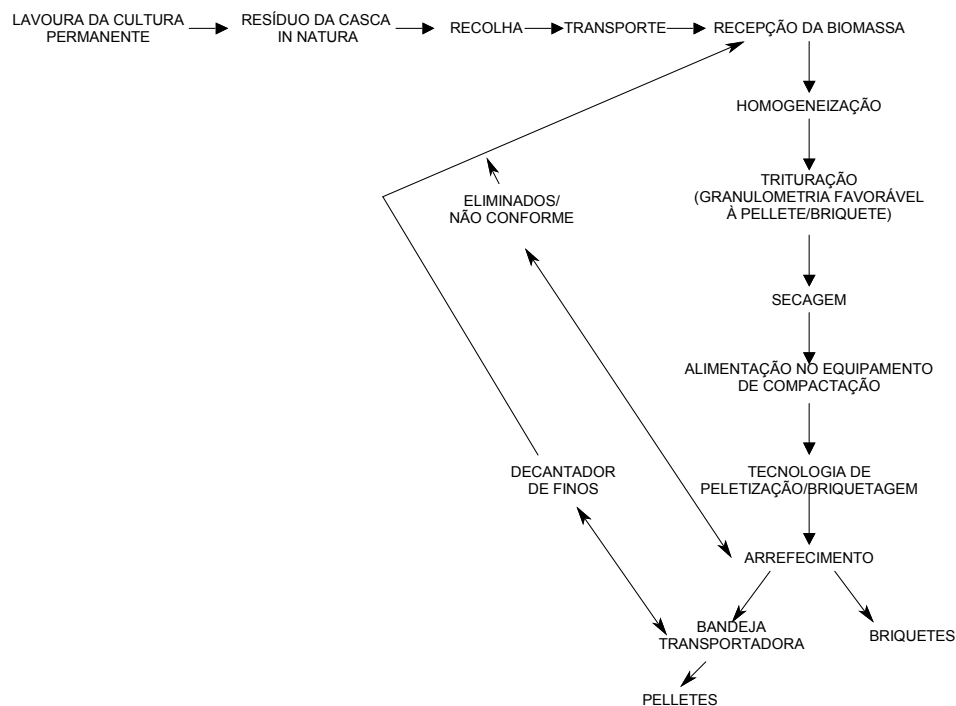 LAVOURA DA CULTURA
PERMANENTE
RESÍDUO DA CASCA
IN NATURA
RECOLHA
TRANSPORTE
RECEPÇÃO DA BIOMASSA
HOMOGENEIZAÇÃO
TRITURAÇÃO
(GRANULOMETRIA FAVORÁVEL
À PELLETE/BRIQUETE)
ELIMINADOS/
NÃO CONFORME
SECAGEM
ALIMENTAÇÃO NO EQUIPAMENTO
DE COMPACTAÇÃO
DECANTADOR
DE FINOS
TECNOLOGIA DE
PELETIZAÇÃO/BRIQUETAGEM
ARREFECIMENTO
BANDEJA
TRANSPORTADORA
BRIQUETES
PELLETES